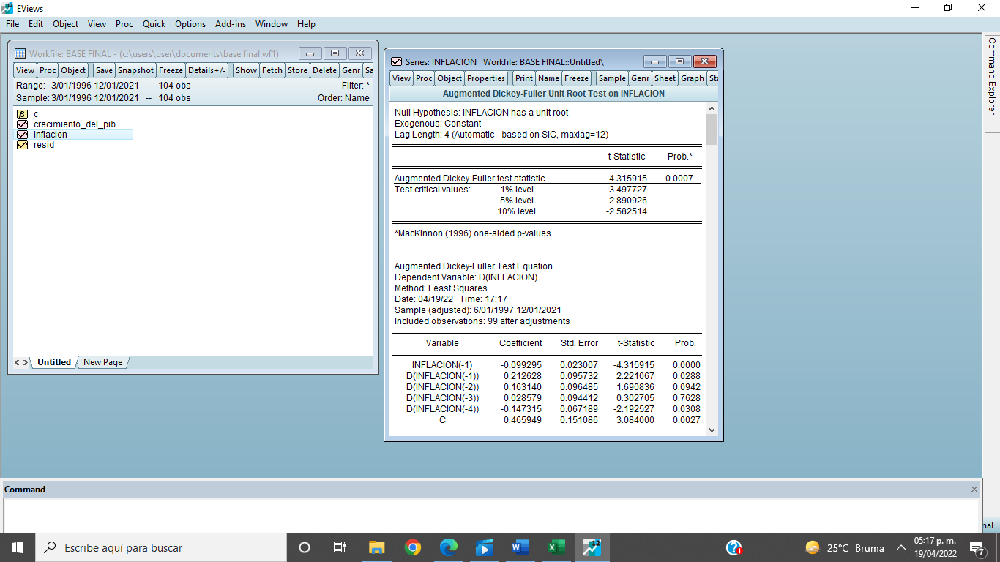 EViews
File Edit Object View Proc Quick Options Add-ins Window Help
Workfile: BASE FINAL - (c:\users\user\documents\base final.wf1)
View Proc Object Save Snapshot Freeze Details+/- Show Fetch Store Delete Genr Sa
Range: 3/01/1996 12/01/2021 -- 104 obs Filter: *
Sample: 3/01/1996 12/01/2021 -- 104 obs Order: Name
β c
crecimiento_del_pib
inflacion
resid
< > Untitled New Page
Series: INFLACION Workfile: BASE FINAL::Untitled\
View Proc Object Properties Print Name Freeze Sample Genr Sheet Graph Sta
Augmented Dickey-Fuller Unit Root Test on INFLACION
Null Hypothesis: INFLACION has a unit root
Exogenous: Constant
Lag Length: 4 (Automatic - based on SIC, maxlag=12)
t-Statistic Prob.*
Augmented Dickey-Fuller test statistic -4.315915 0.0007
Test critical values: 1% level -3.497727
5% level -2.890926
10% level -2.582514
*MacKinnon (1996) one-sided p-values.
Augmented Dickey-Fuller Test Equation
Dependent Variable: D(INFLACION)
Method: Least Squares
Date: 04/19/22 Time: 17:17
Sample (adjusted): 6/01/1997 12/01/2021
Included observations: 99 after adjustments
Variable Coefficient Std. Error t-Statistic Prob.
INFLACION(-1) -0.099295 0.023007 -4.315915 0.0000
D(INFLACION(-1)) 0.212628 0.095732 2.221067 0.0288
D(INFLACION(-2)) 0.163140 0.096485 1.690836 0.0942
D(INFLACION(-3)) 0.028579 0.094412 0.302705 0.7628
D(INFLACION(-4)) -0.147315 0.067189 -2.192527 0.0308
C 0.465949 0.151086 3.084000 0.0027
Command Explorer
Command
nal
Escribe aquí para buscar
12
25°C Bruma
05:17 p. m.
19/04/2022
7